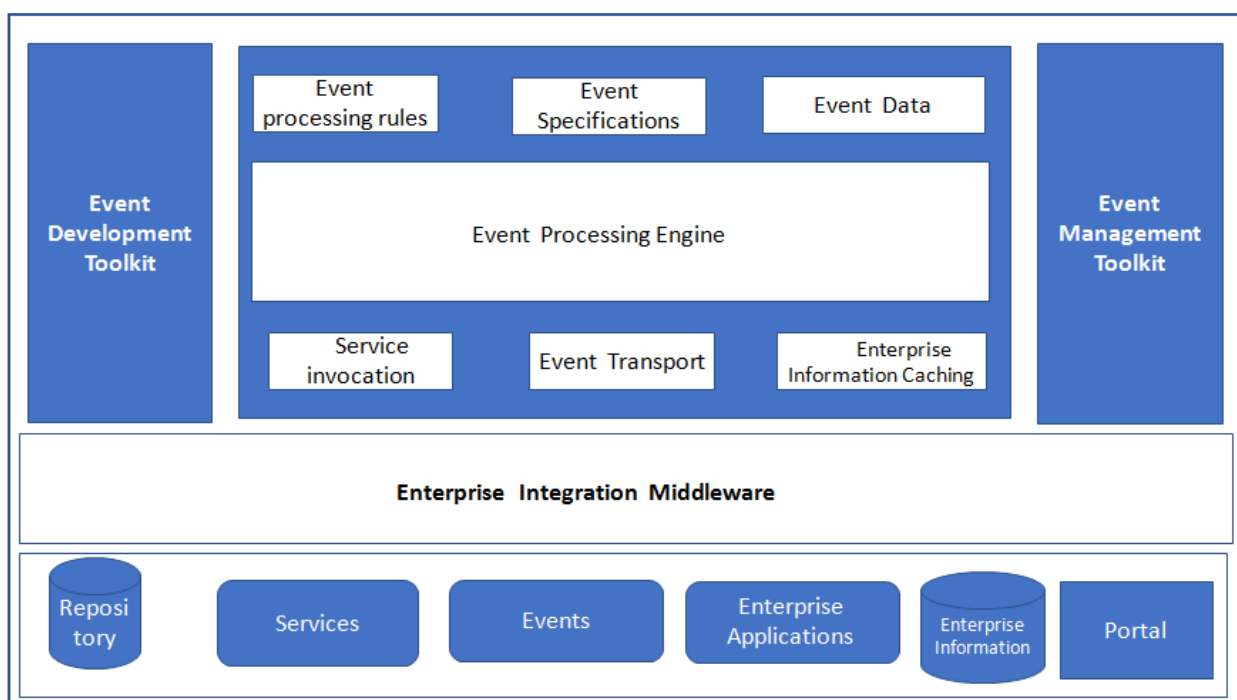 Event
processing rules
Event
Specifications
Event Data
Event
Development
Toolkit
Event Processing Engine
Event
Management
Toolkit
Service
invocation
Event Transport
Enterprise
Information Caching
Enterprise Integration Middleware
Reposi
tory
Services
Events
Enterprise
Applications
Enterprise
Information
Portal